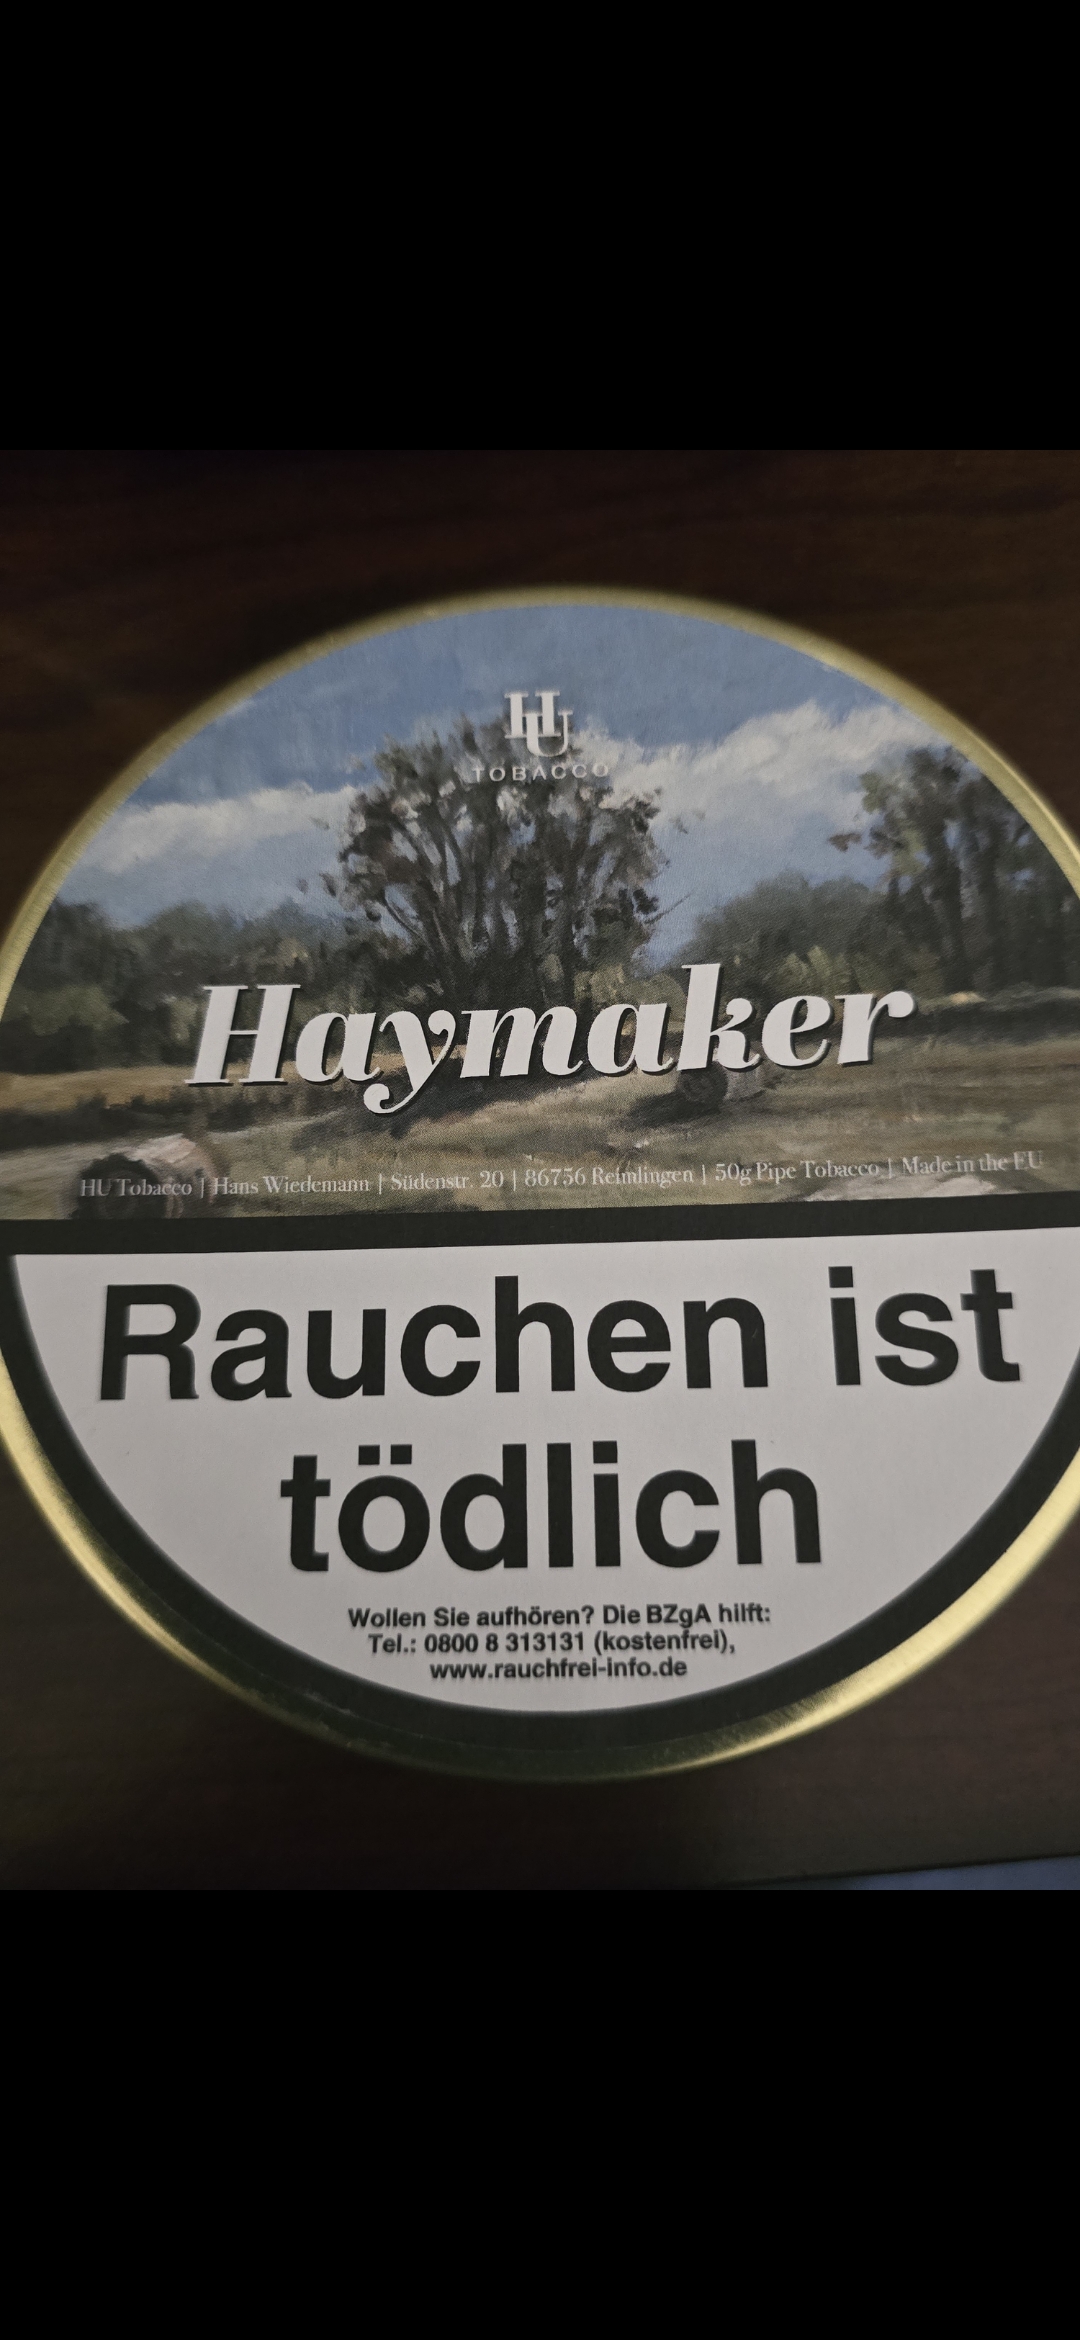 HU
TOBACCO
Haymaker
HU Tobacco | Hans Wiedemann | Südenstr. 20 | 86756 Reimlingen | 50g Pipe Tobacco | Made in the EU
Rauchen ist
tödlich
Wollen Sie aufhören? Die BZgA hilft:
Tel.: 0800 8 313131 (kostenfrei),
www.rauchfrei-info.de